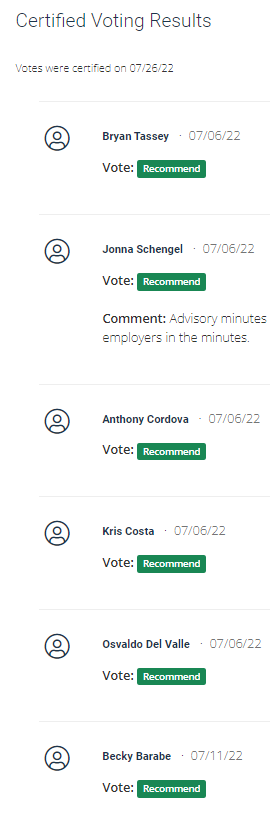 Certified Voting Results
Votes were certified on 07/26/22
Bryan Tassey · 07/06/22
Vote: Recommend
Jonna Schengel · 07/06/22
Vote: Recommend
Comment: Advisory minutes
employers in the minutes.
Anthony Cordova · 07/06/22
Vote: Recommend
Kris Costa · 07/06/22
Vote: Recommend
Osvaldo Del Valle · 07/06/22
Vote: Recommend
Becky Barabe · 07/11/22
Vote: Recommend